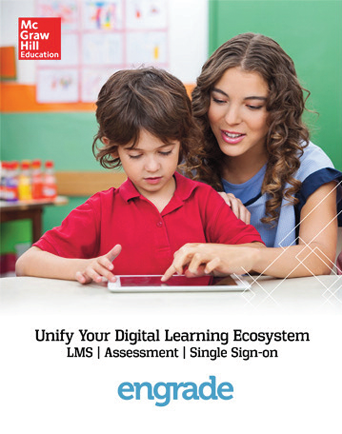 Mc
Graw
Hill
Education
Unify Your Digital Learning Ecosystem
LMS | Assessment | Single Sign-on
engrade